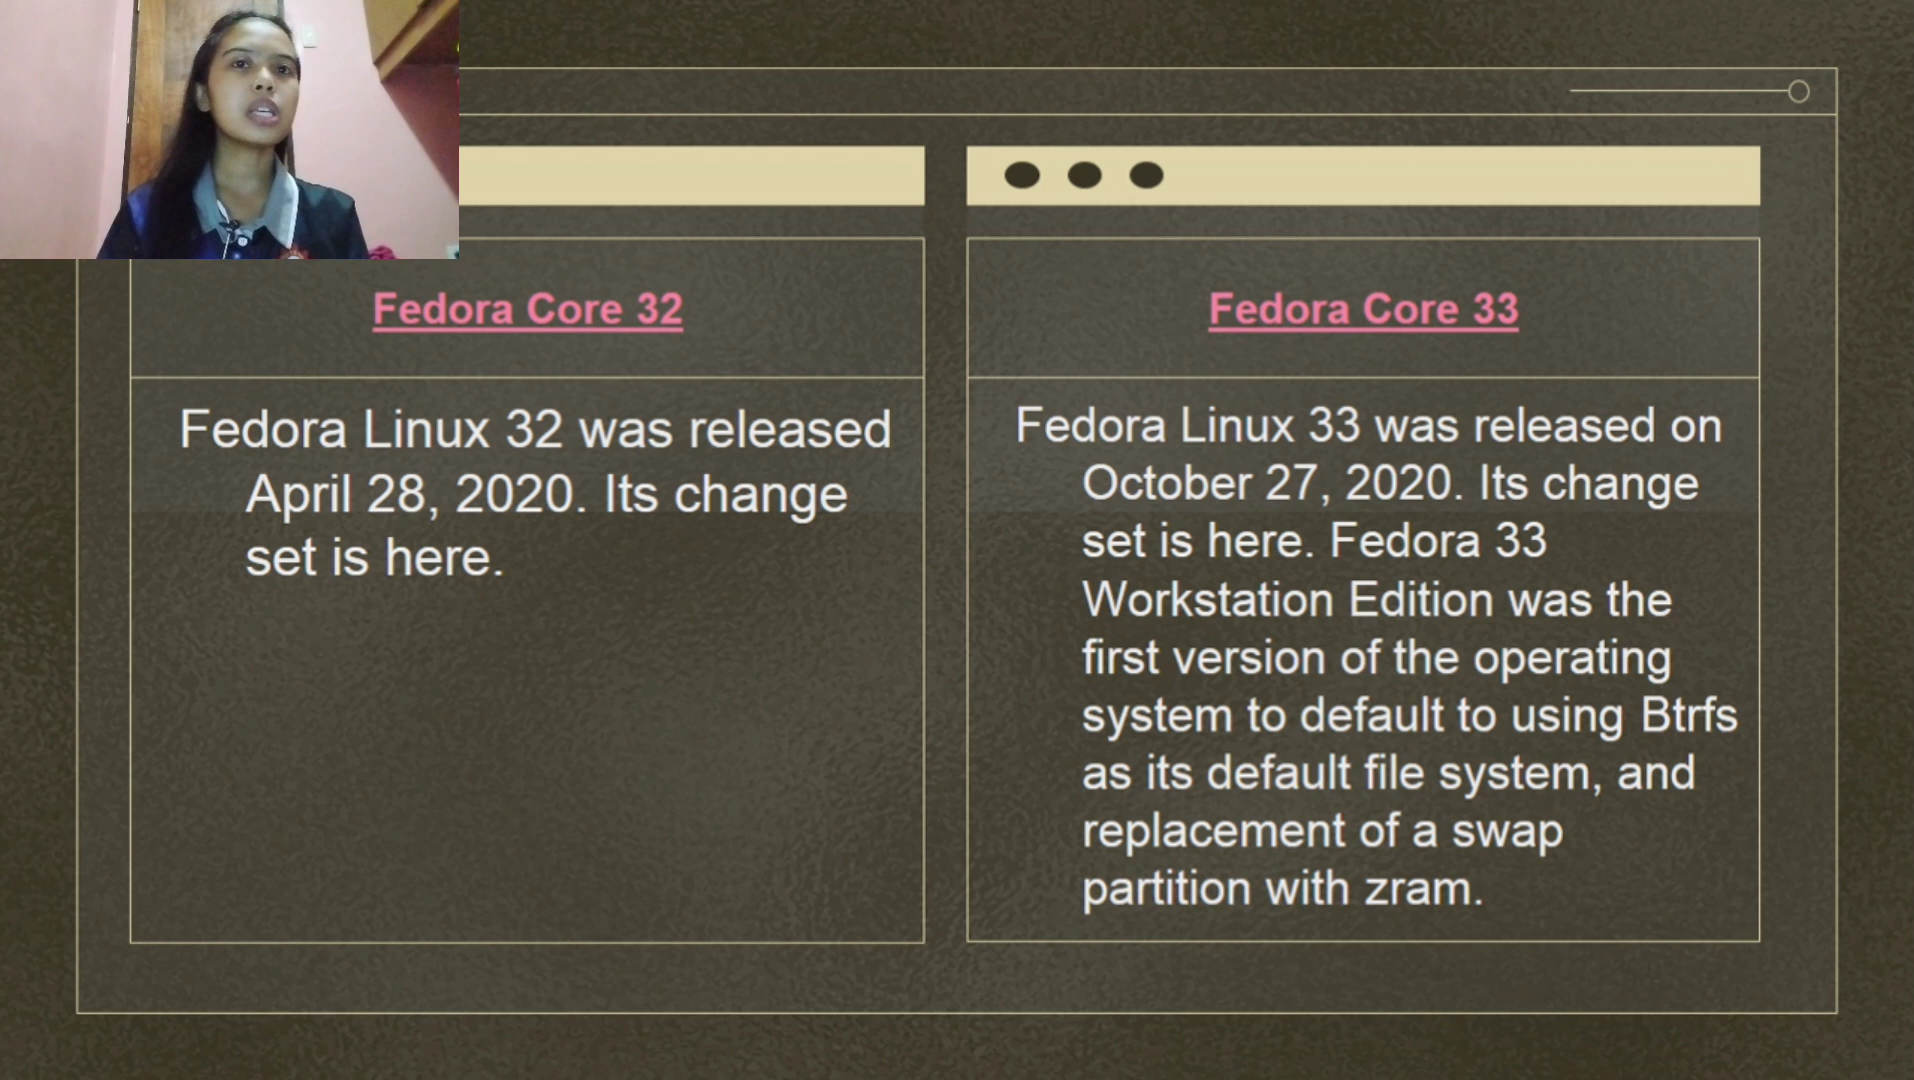 Fedora Core 32
Fedora Linux 32 was released
April 28, 2020. Its change
set is here.
Fedora Core 33
Fedora Linux 33 was released on
October 27, 2020. Its change
set is here. Fedora 33
Workstation Edition was the
first version of the operating
system to default to using Btrfs
as its default file system, and
replacement of a swap
partition with zram.